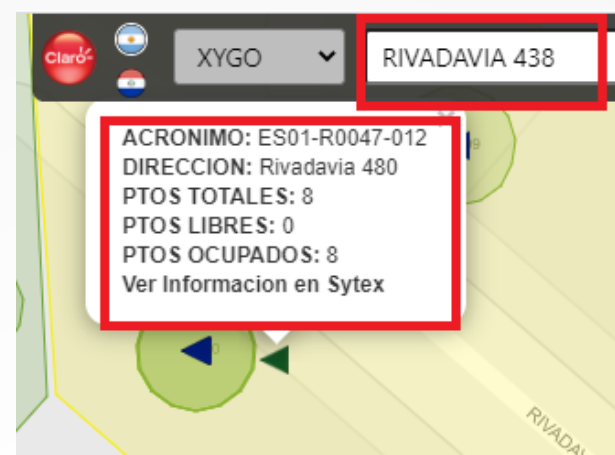 Claro
XYGO
RIVADAVIA 438
ACRONIMO: ES01-R0047-012
DIRECCION: Rivadavia 480
PTOS TOTALES: 8
PTOS LIBRES: 0
PTOS OCUPADOS: 8
Ver Informacion en Sytex